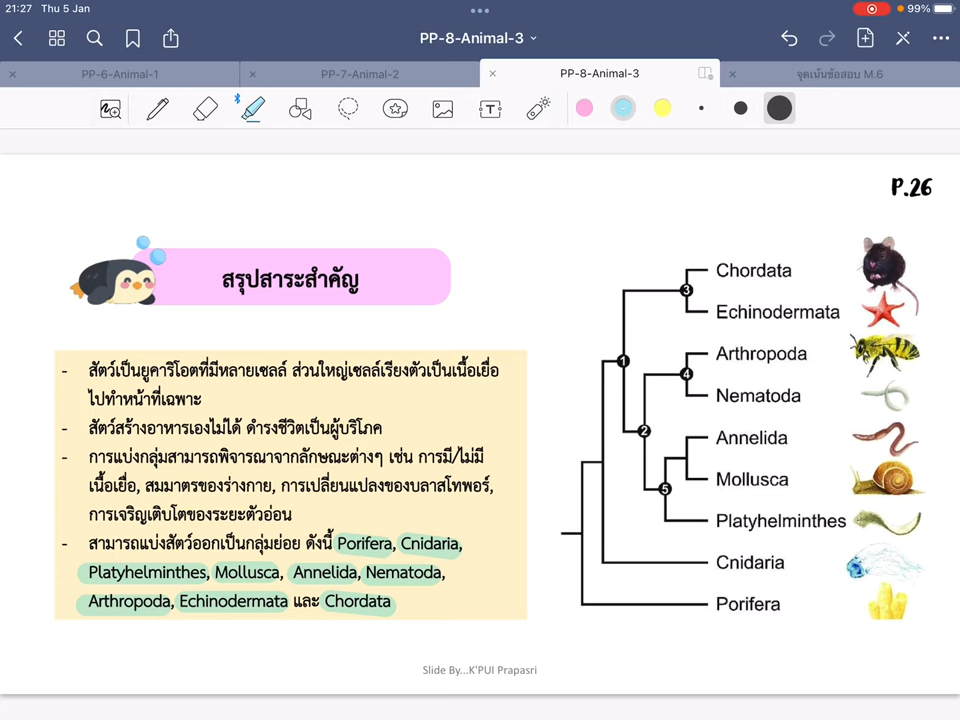 21:27 Thu 5 Jan
99%
PP-8-Animal-3
PP-6-Animal-1
PP-7-Animal-2
PP-8-Animal-3
จุดเน้นข้อสอบ M.6
P.26
สรุปสาระสำคัญ
- สัตว์เป็นยูคาริโอตที่มีหลายเซลล์ ส่วนใหญ่เซลล์เรียงตัวเป็นเนื้อเยื่อ
ไปทำหน้าที่เฉพาะ
- สัตว์สร้างอาหารเองไม่ได้ ดำรงชีวิตเป็นผู้บริโภค
- การแบ่งกลุ่มสามารถพิจารณาจากลักษณะต่างๆ เช่น การมี/ไม่มี
เนื้อเยื่อ, สมมาตรของร่างกาย, การเปลี่ยนแปลงของบลาสโทพอร์,
การเจริญเติบโตของระยะตัวอ่อน
- สามารถแบ่งสัตว์ออกเป็นกลุ่มย่อย ดังนี้ Porifera, Cnidaria,
Platyhelminthes, Mollusca, Annelida, Nematoda,
Arthropoda, Echinodermata และ Chordata
Chordata
3
Echinodermata
Arthropoda
1
4
Nematoda
2
Annelida
Mollusca
5
Platyhelminthes
Cnidaria
Porifera
Slide By...K'PUI Prapasri